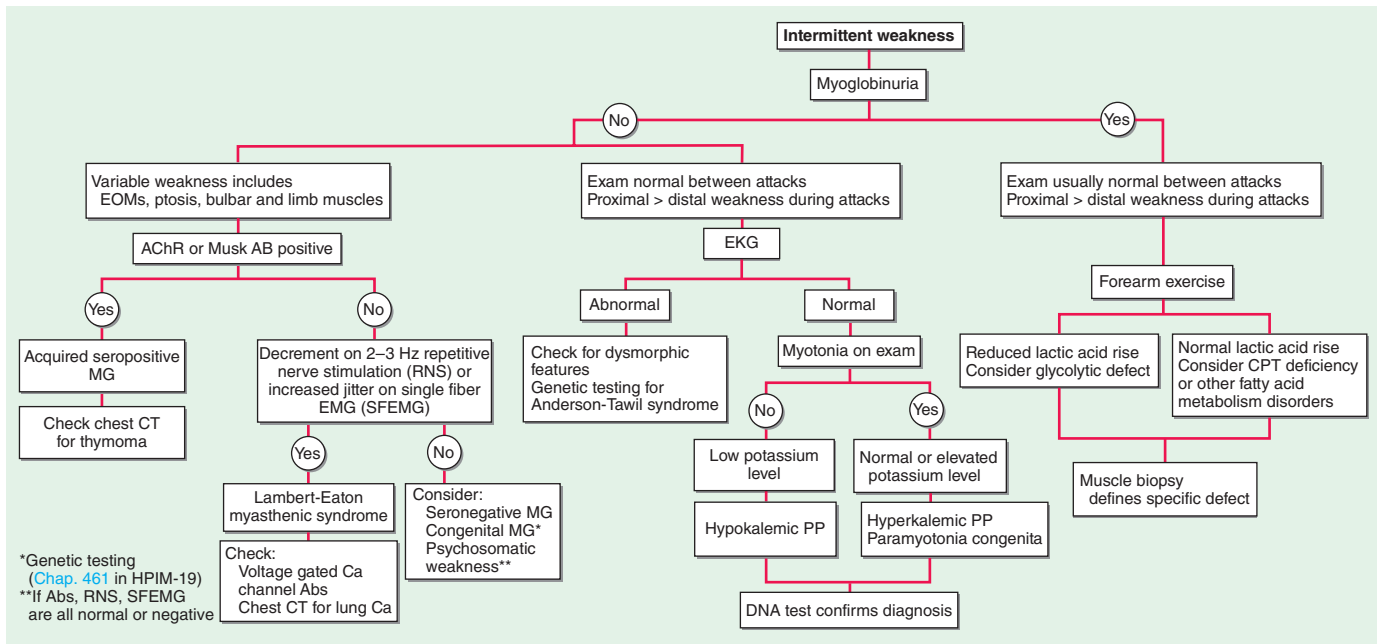 Intermittent weakness
Myoglobinuria
No
Yes
Variable weakness includes
EOMs, ptosis, bulbar and limb muscles
AChR or Musk AB positive
Yes
No
Acquired seropositive
MG
Check chest CT
for thymoma
Decrement on 2–3 Hz repetitive
nerve stimulation (RNS) or
increased jitter on single fiber
EMG (SFEMG)
Yes
No
Lambert-Eaton
myasthenic syndrome
Check:
Voltage gated Ca
channel Abs
Chest CT for lung Ca
Consider:
Seronegative MG
Congenital MG*
Psychosomatic
weakness**
Exam normal between attacks
Proximal > distal weakness during attacks
EKG
Abnormal
Normal
Check for dysmorphic
features
Genetic testing for
Anderson-Tawil syndrome
Myotonia on exam
No
Yes
Low potassium
level
Hypokalemic PP
Normal or elevated
potassium level
Hyperkalemic PP
Paramyotonia congenita
DNA test confirms diagnosis
Exam usually normal between attacks
Proximal > distal weakness during attacks
Forearm exercise
Reduced lactic acid rise
Consider glycolytic defect
Normal lactic acid rise
Consider CPT deficiency
or other fatty acid
metabolism disorders
Muscle biopsy
defines specific defect
*Genetic testing
(Chap. 461 in HPIM-19)
**If Abs, RNS, SFEMG
are all normal or negative